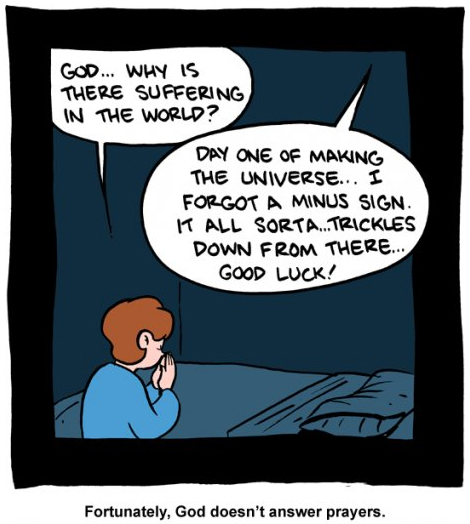 GOD... WHY IS
THERE SUFFERING
IN THE WORLD?
DAY ONE OF MAKING
THE UNIVERSE... I
FORGOT A MINUS SIGN.
IT ALL SORTA...TRICKLES
DOWN FROM THERE...
GOOD LUCK!
Fortunately, God doesn't answer prayers.